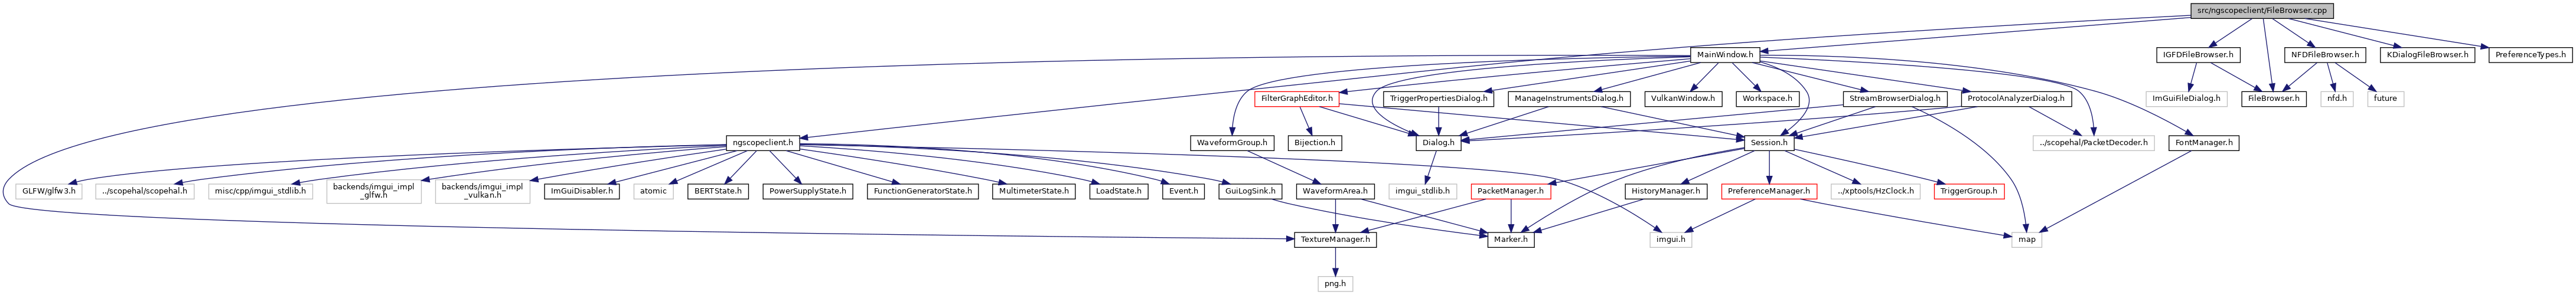 src/ngscopeclient/FileBrowser.cpp
MainWindow.h
IGFDFileBrowser.h
NFDFileBrowser.h
KDialogFileBrowser.h
PreferenceTypes.h
FilterGraphEditor.h
TriggerPropertiesDialog.h
ManageInstrumentsDialog.h
VulkanWindow.h
Workspace.h
StreamBrowserDialog.h
ProtocolAnalyzerDialog.h
ImGuiFileDialog.h
FileBrowser.h
nfd.h
future
ngscopeclient.h
WaveformGroup.h
Bijection.h
Dialog.h
Session.h
../scopehal/PacketDecoder.h
FontManager.h
GLFW/glfw3.h
../scopehal/scopehal.h
misc/cpp/imgui_stdlib.h
backends/imgui_impl
_glfw.h
backends/imgui_impl
_vulkan.h
ImGuiDisabler.h
atomic
BERTState.h
PowerSupplyState.h
FunctionGeneratorState.h
MultimeterState.h
LoadState.h
Event.h
GuiLogSink.h
WaveformArea.h
imgui_stdlib.h
PacketManager.h
HistoryManager.h
PreferenceManager.h
../xptools/HzClock.h
TriggerGroup.h
TextureManager.h
Marker.h
imgui.h
map
png.h